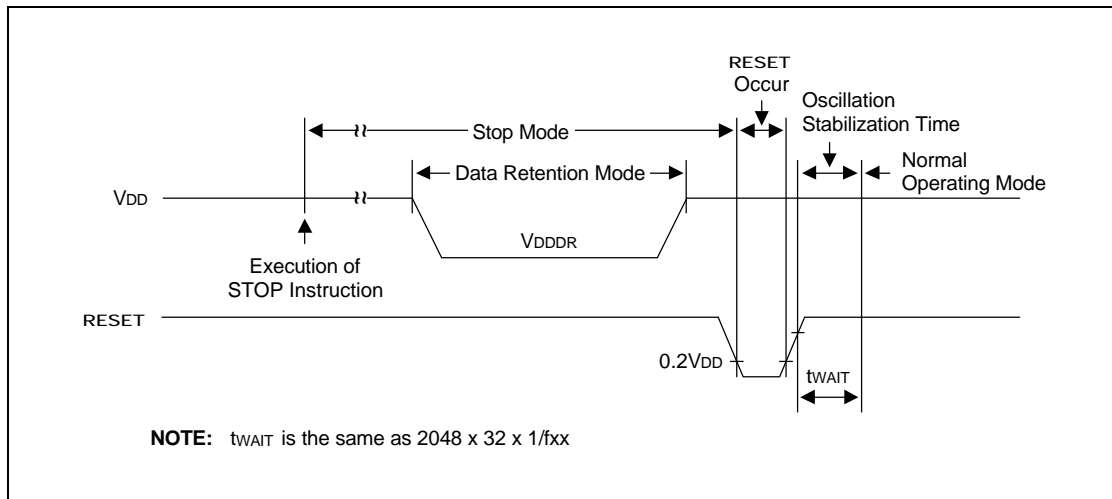 RESET
Occur
Oscillation
Stabilization Time
Stop Mode
Normal
Operating Mode
Data Retention Mode
VDD
VDDDR
Execution of
STOP Instruction
RESET
0.2VDD
tWAIT
NOTE: tWAIT is the same as 2048 x 32 x 1/fxx